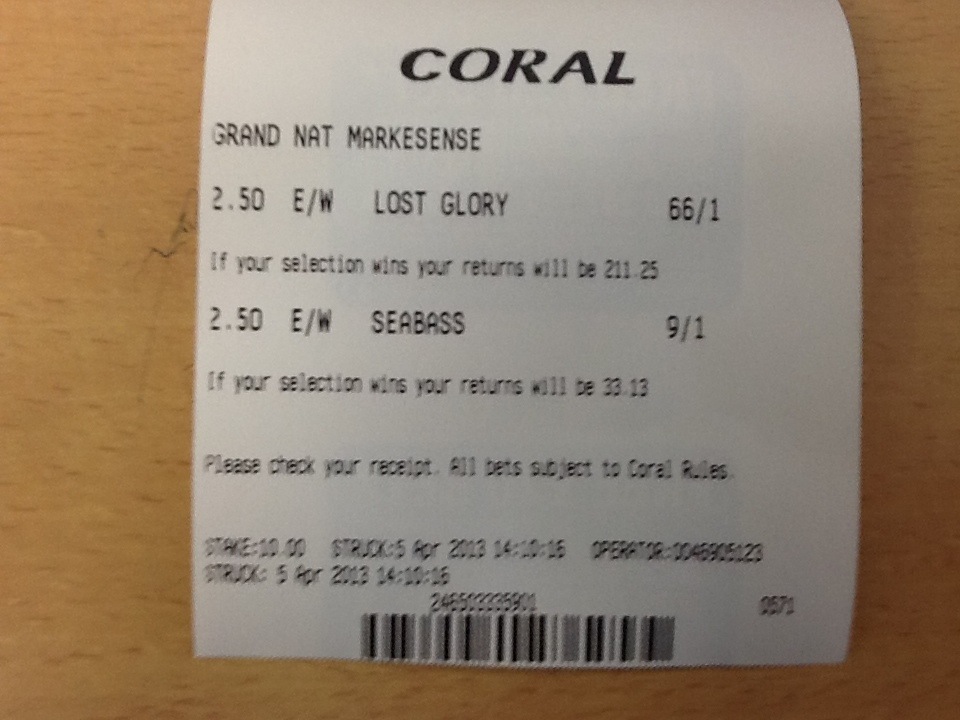 CORAL
GRAND NAT MARKESENSE
2.50 E/W LOST GLORY 66/1
If your selection wins your returns will be 211.25
2.50 E/W SEABASS 9/1
If your selection wins your returns will be 33.13
Please check your receipt. All bets subject to Coral Rules.
STAKE:10.00 STRUCK:5 Apr 2013 14:10:16 OPERATOR:0046905123
STRUCK: 5 Apr 2013 14:10:16
0571